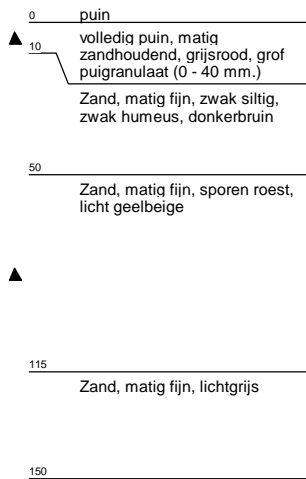 0 puin
volledig puin, matig
10 zandhoudend, grijsrood, grof
puigranulaat (0 - 40 mm.)
Zand, matig fijn, zwak siltig,
zwak humeus, donkerbruin
50
Zand, matig fijn, sporen roest,
licht geelbeige
115
Zand, matig fijn, lichtgrijs
150